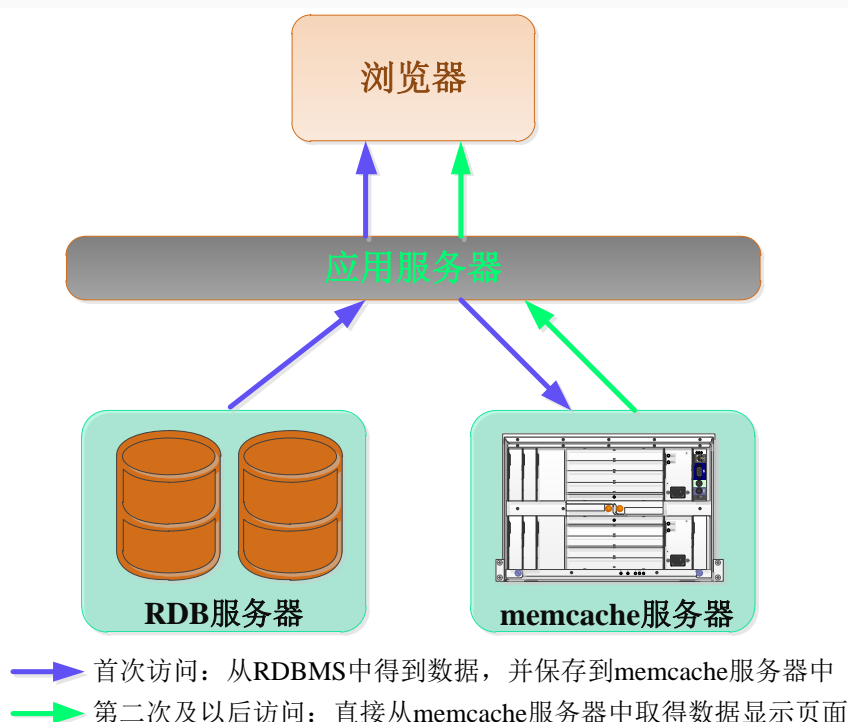 浏览器
应用服务器
RDB服务器
memcache服务器
首次访问：从RDBMS中得到数据，并保存到memcache服务器中
第二次及以后访问：直接从memcache服务器中取得数据显示页面